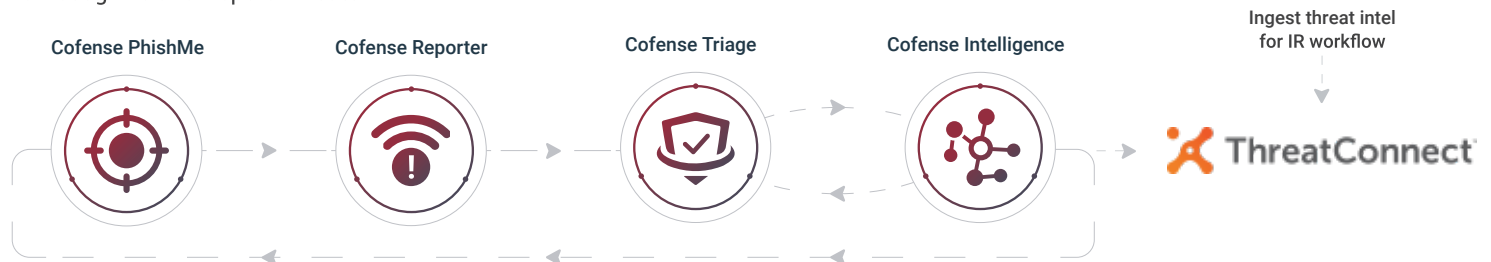 Ingest threat intel
for IR workflow
Cofense PhishMe
Cofense Reporter
Cofense Triage
Cofense Intelligence
!
ThreatConnect